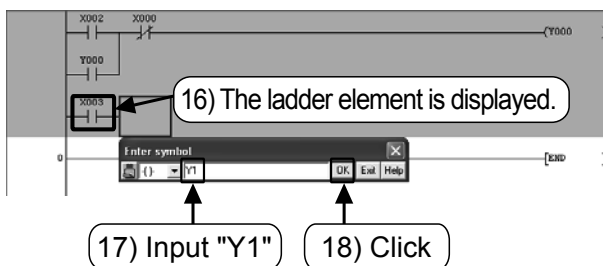 X002 X000
(Y000
Y000
X003
16) The ladder element is displayed.
Enter symbol
0
[END
( ) Y1 OK Exit Help
17) Input "Y1" 18) Click